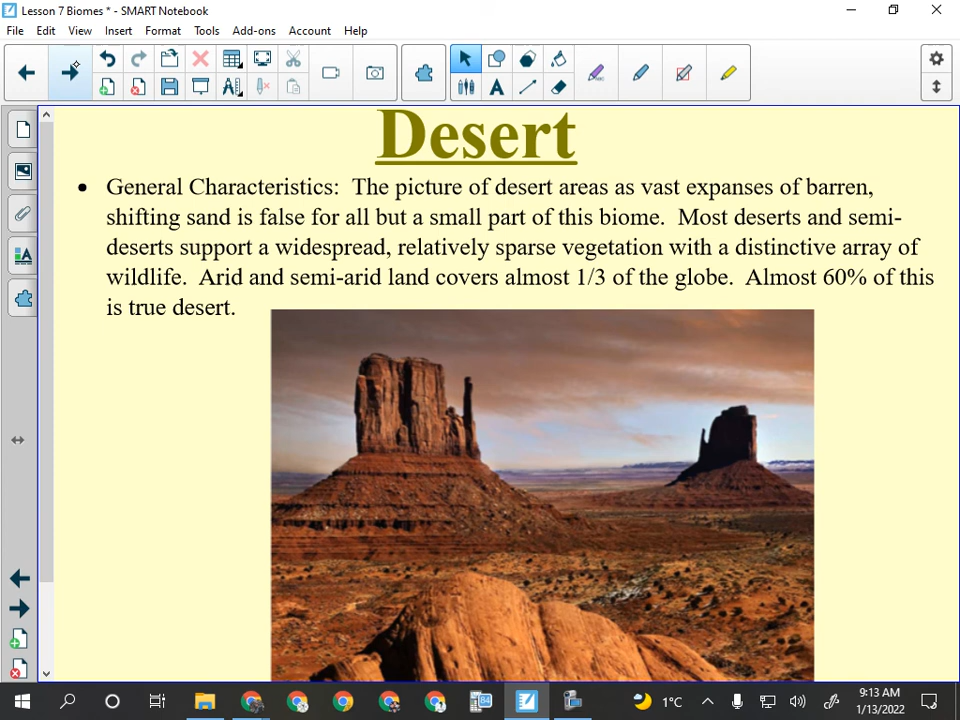 Lesson 7 Biomes * - SMART Notebook
File Edit View Insert Format Tools Add-ons Account Help
Desert
• General Characteristics: The picture of desert areas as vast expanses of barren,
shifting sand is false for all but a small part of this biome. Most deserts and semi-
deserts support a widespread, relatively sparse vegetation with a distinctive array of
wildlife. Arid and semi-arid land covers almost 1/3 of the globe. Almost 60% of this
is true desert.
1°C
9:13 AM
1/13/2022